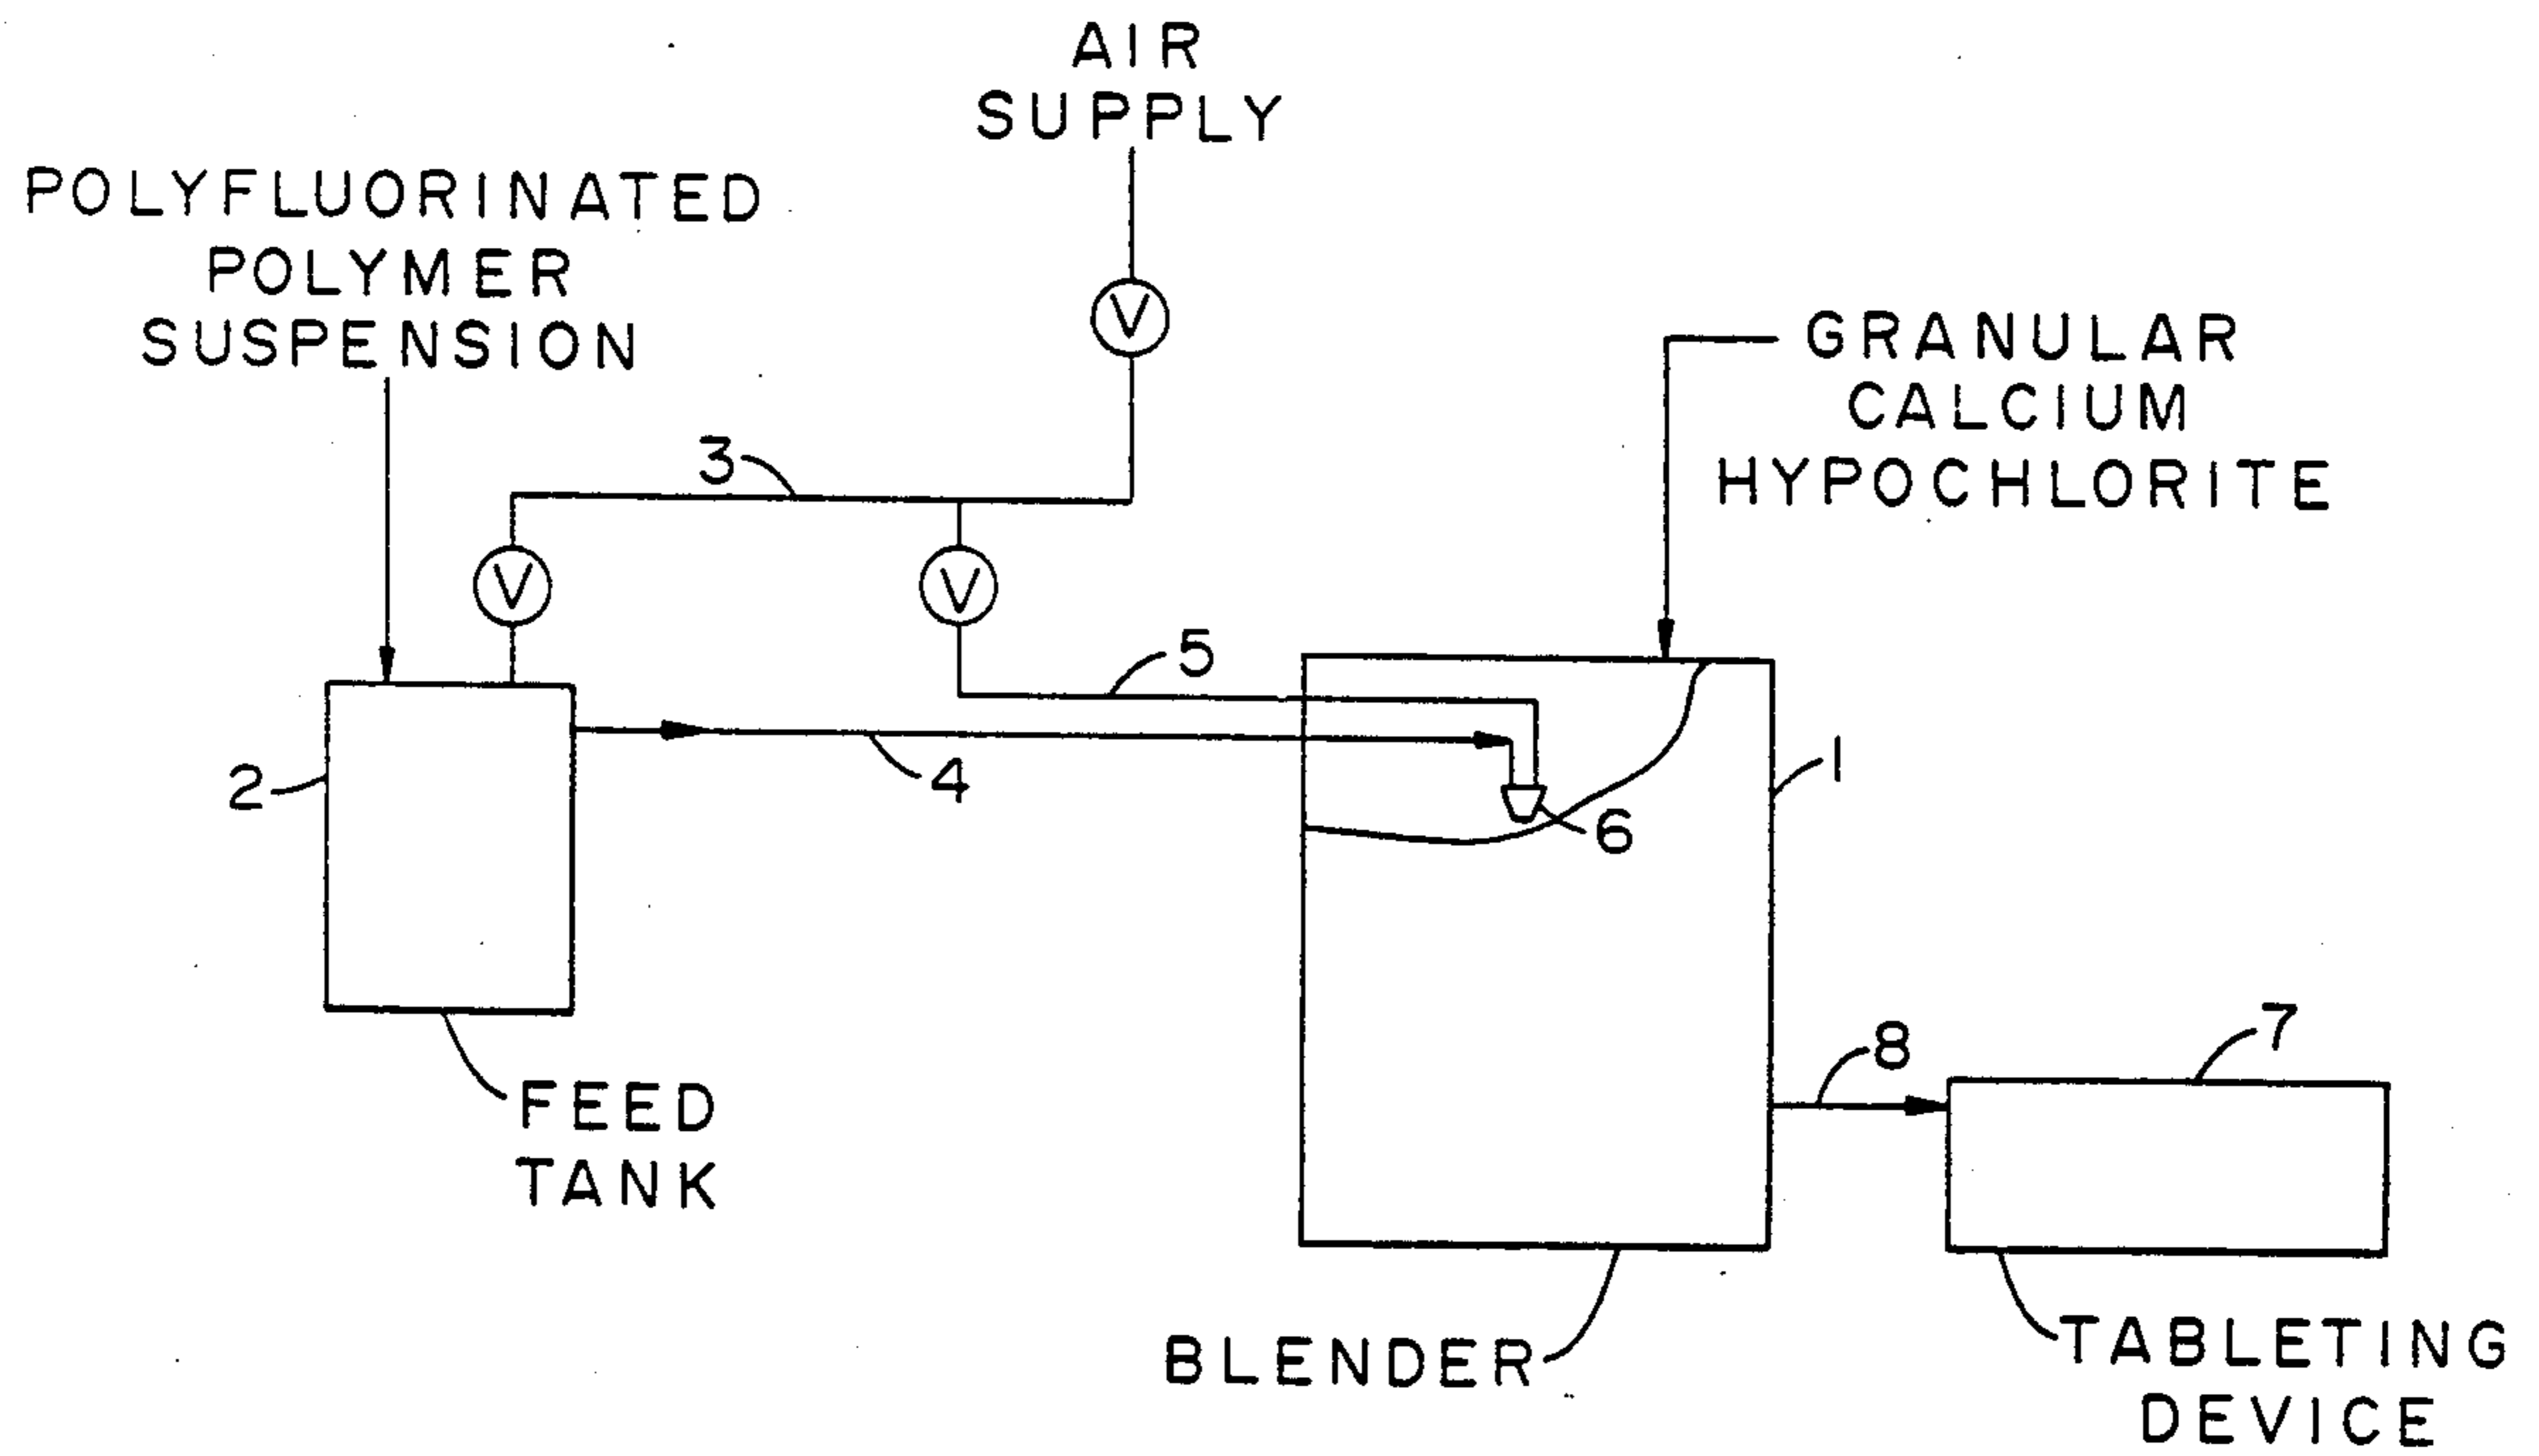 AIR
SUPPLY
POLYFLUORINATED
POLYMER
SUSPENSION
V
GRANULAR
CALCIUM
HYPOCHLORITE
3
V
V
5
2
4
1
6
8
7
FEED
TANK
BLENDER
TABLETING
DEVICE